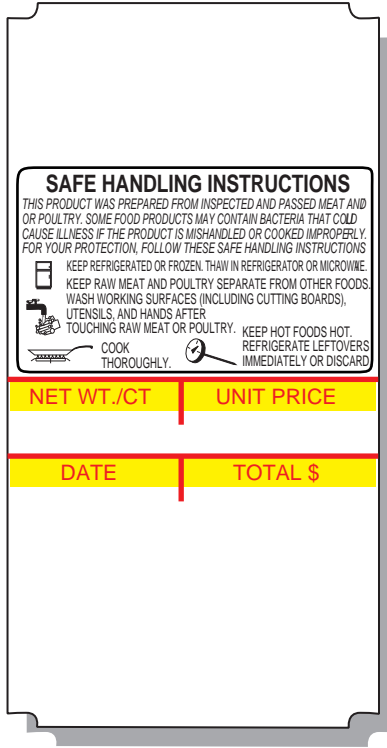 SAFE HANDLING INSTRUCTIONS
THIS PRODUCT WAS PREPARED FROM INSPECTED AND PASSED MEAT AND
OR POULTRY. SOME FOOD PRODUCTS MAY CONTAIN BACTERIA THAT COULD
CAUSE ILLNESS IF THE PRODUCT IS MISHANDLED OR COOKED IMPROPERLY.
FOR YOUR PROTECTION, FOLLOW THESE SAFE HANDLING INSTRUCTIONS
KEEP REFRIGERATED OR FROZEN. THAW IN REFRIGERATOR OR MICROWAVE.
KEEP RAW MEAT AND POULTRY SEPARATE FROM OTHER FOODS.
WASH WORKING SURFACES (INCLUDING CUTTING BOARDS),
UTENSILS, AND HANDS AFTER
TOUCHING RAW MEAT OR POULTRY.
COOK
THOROUGHLY.
KEEP HOT FOODS HOT.
REFRIGERATE LEFTOVERS
IMMEDIATELY OR DISCARD
NET WT./CT UNIT PRICE
DATE TOTAL $